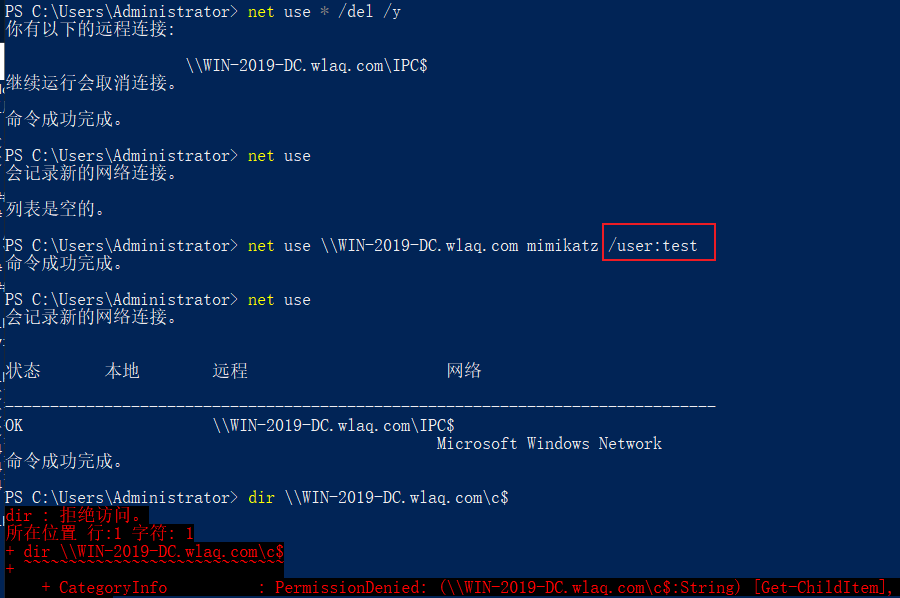 PS C:\Users\Administrator> net use * /del /y
你有以下的远程连接:
\\WIN-2019-DC.wlaq.com\IPC$
继续运行会取消连接。
命令成功完成。
PS C:\Users\Administrator> net use
会记录新的网络连接。
列表是空的。
PS C:\Users\Administrator> net use \\WIN-2019-DC.wlaq.com mimikatz /user:test
命令成功完成。
PS C:\Users\Administrator> net use
会记录新的网络连接。
状态 本地 远程 网络
-------------------------------------------------------------------------------
OK \\WIN-2019-DC.wlaq.com\IPC$
Microsoft Windows Network
命令成功完成。
PS C:\Users\Administrator> dir \\WIN-2019-DC.wlaq.com\c$
dir : 拒绝访问。
所在位置 行:1 字符: 1
+ dir \\WIN-2019-DC.wlaq.com\c$
+ ~~~~~~~~~~~~~~~~~~~~~~~~~~~~~
+ CategoryInfo : PermissionDenied: (\\WIN-2019-DC.wlaq.com\c$:String) [Get-ChildItem],